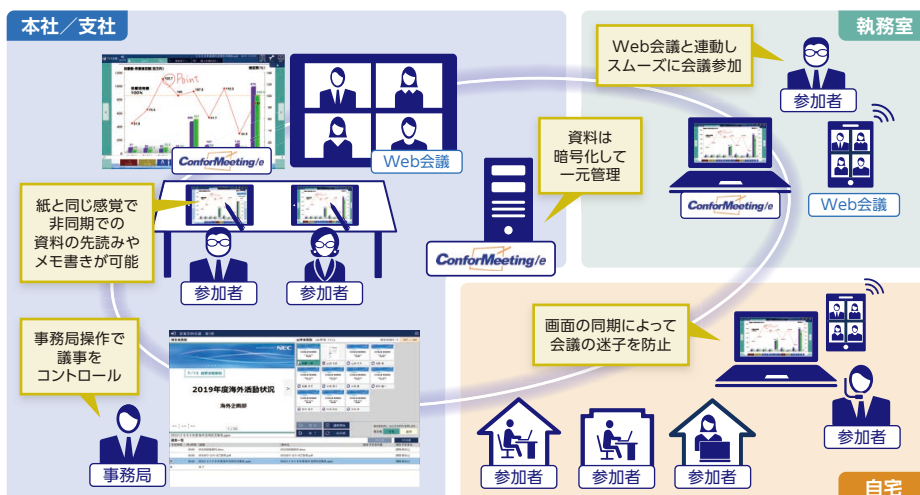 本社／支社
執務室
Point
ConforMeeting/e
Web会議
Web会議と連動し
スムーズに会議参加
参加者
資料は
暗号化して
一元管理
ConforMeeting/e
ConforMeeting/e
Web会議
紙と同じ感覚で
非同期での
資料の先読みや
メモ書きが可能
参加者
参加者
事務局操作で
議事を
コントロール
事務局
NEC
2019年度海外活動状況
海外企画部
画面の同期によって
会議の迷子を防止
参加者
参加者
参加者
参加者
自宅